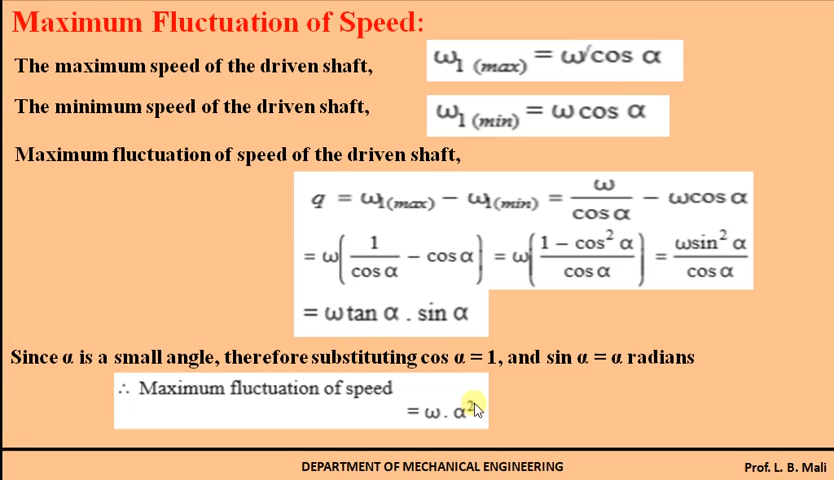 Maximum Fluctuation of Speed:
The maximum speed of the driven shaft, ω₁ (max) = ω/cos α
The minimum speed of the driven shaft, ω₁ (min) = ω cos α
Maximum fluctuation of speed of the driven shaft,
q = ω₁(max) − ω₁(min) = ω/cos α − ωcos α
= ω(1/cos α − cos α) = ω((1 − cos² α)/cos α) = ωsin² α/cos α
= ω tan α . sin α
Since α is a small angle, therefore substituting cos α = 1, and sin α = α radians
∴ Maximum fluctuation of speed
= ω . α²
DEPARTMENT OF MECHANICAL ENGINEERING Prof. L. B. Mali